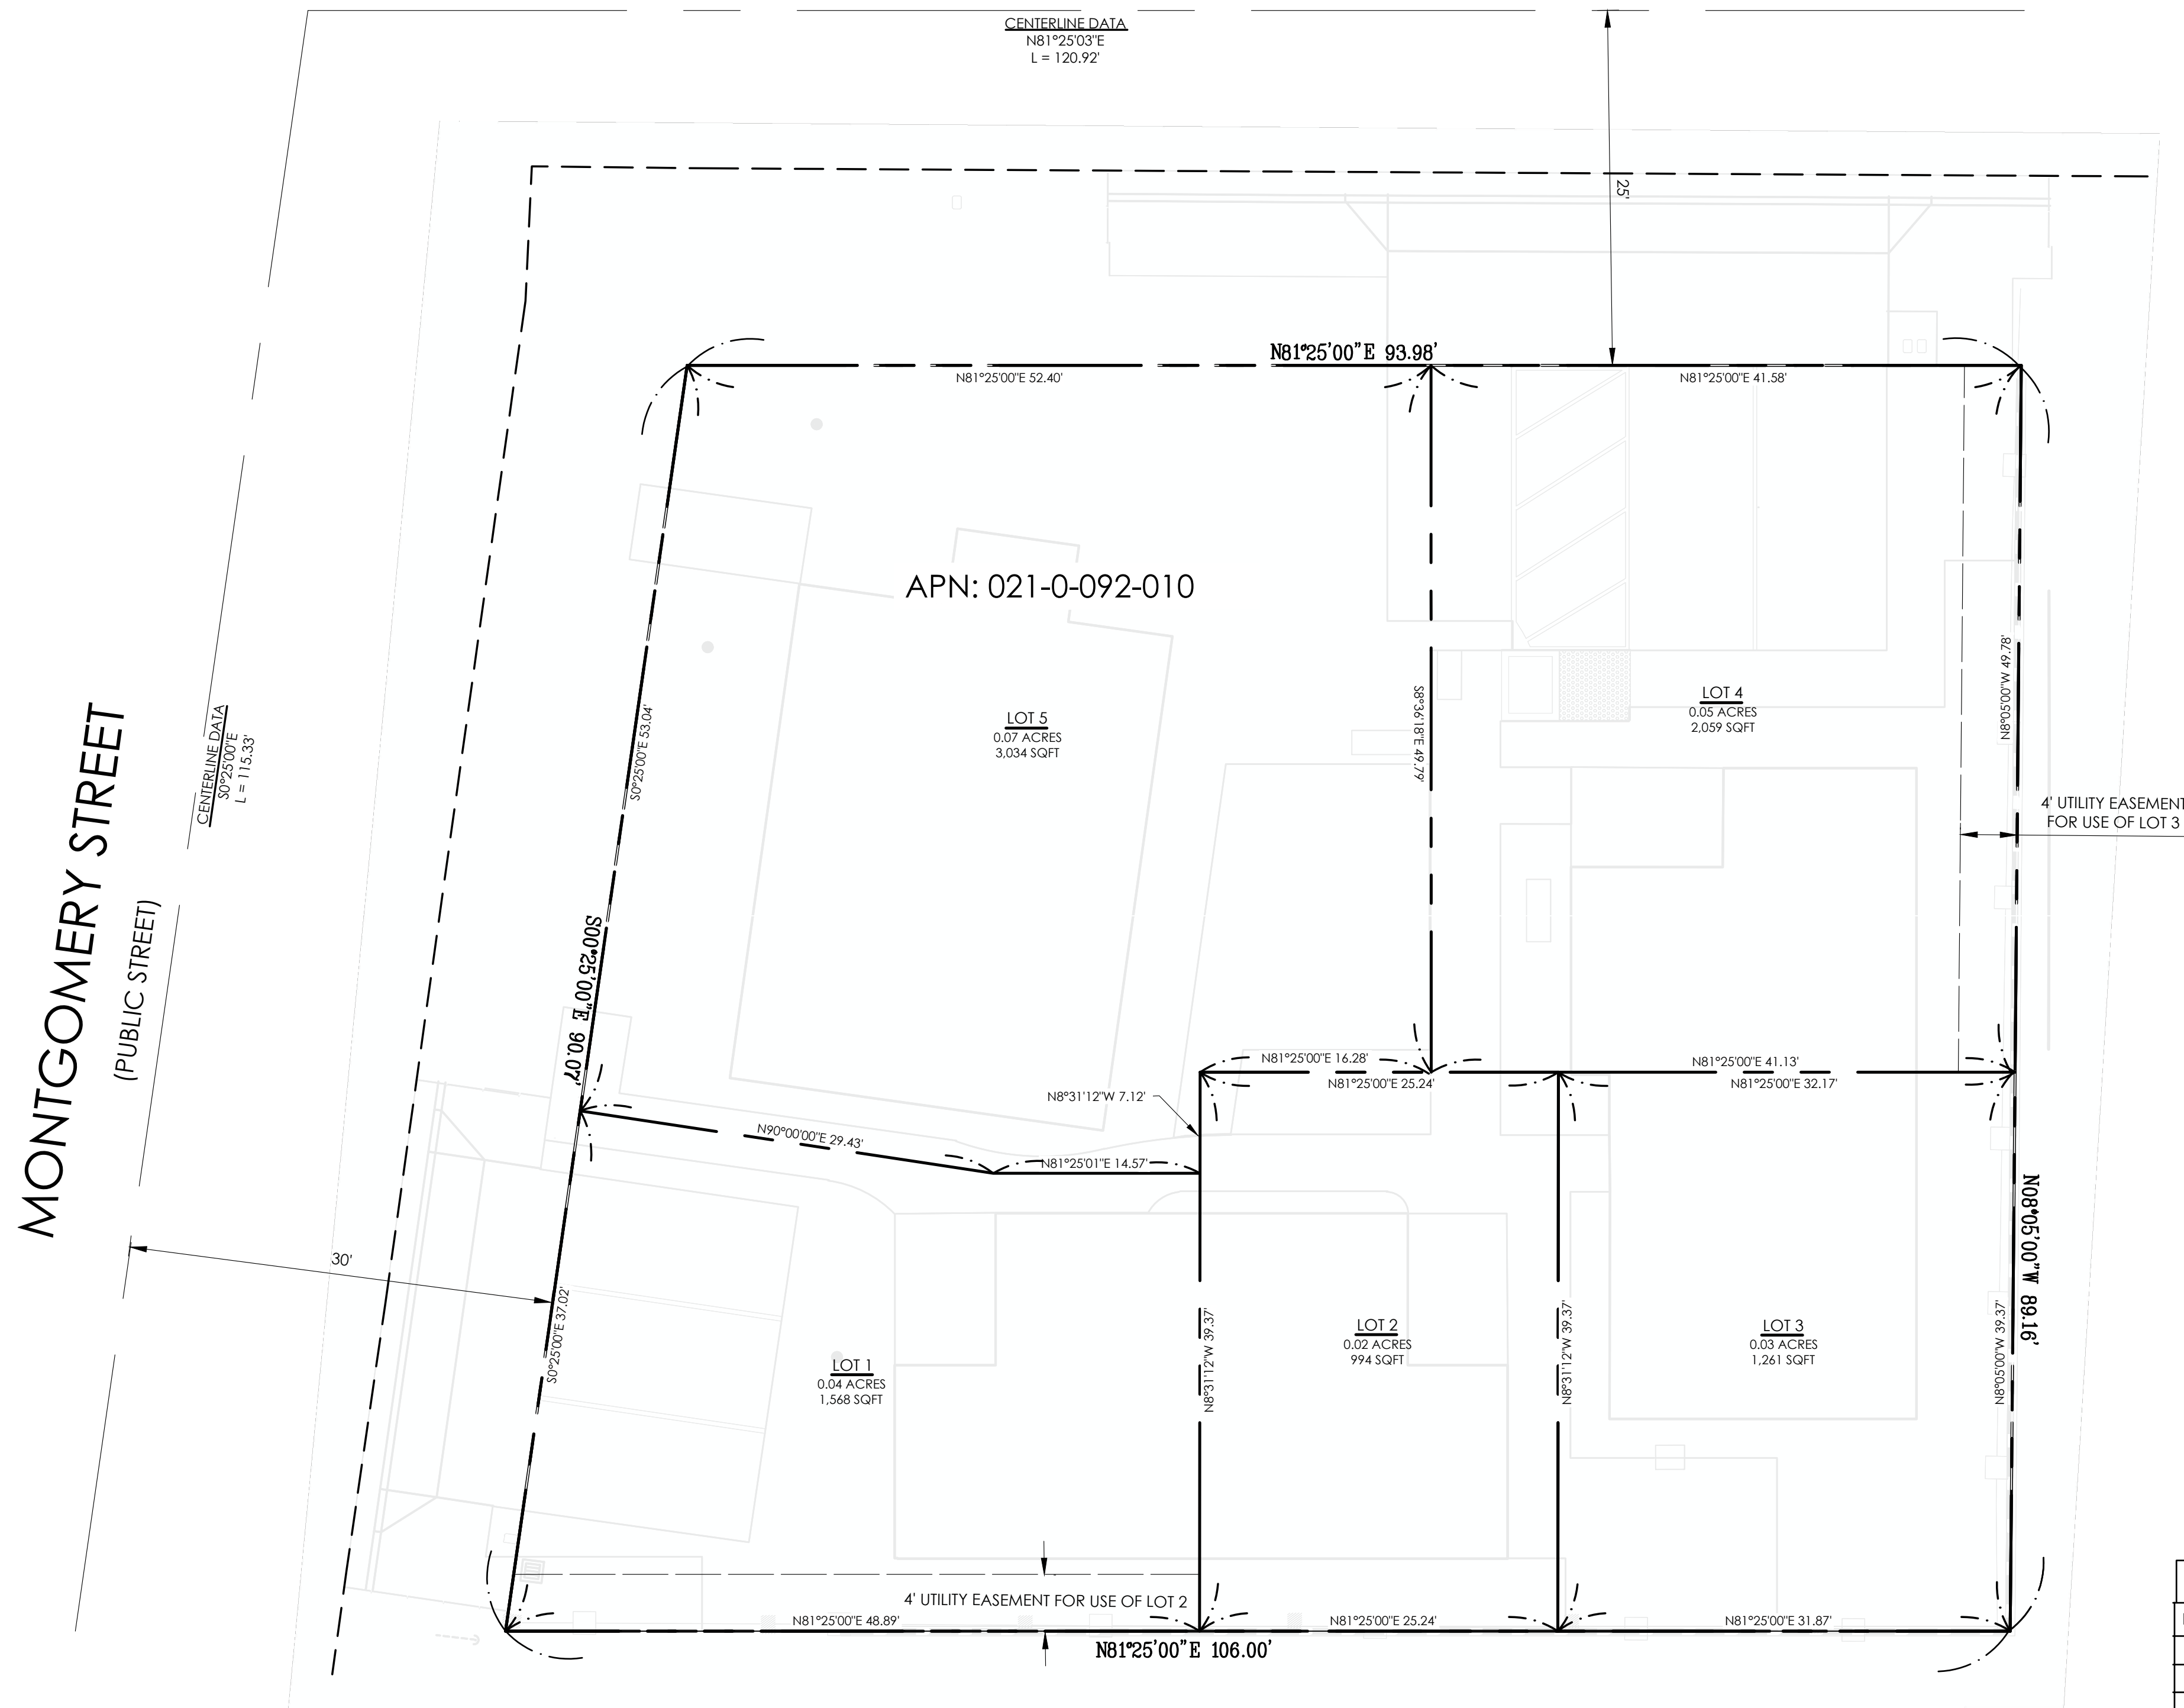 CENTERLINE DATA
N81°25'03"E
L = 120.92'
25'
N81°25'00"E 93.98'
N81°25'00"E 52.40'
N81°25'00"E 41.58'
APN: 021-0-092-010
S0°25'00"E 53.04'
LOT 5
0.07 ACRES
3,034 SQFT
S8°36'18"E 49.79'
LOT 4
0.05 ACRES
2,059 SQFT
N8°05'00"W 49.78'
4' UTILITY EASEMENT
FOR USE OF LOT 3
MONTGOMERY STREET
(PUBLIC STREET)
CENTERLINE DATA
S0°25'00"E
L = 115.33'
S00°25'00"E 90.07'
N81°25'00"E 16.28'
N81°25'00"E 25.24'
N81°25'00"E 41.13'
N81°25'00"E 32.17'
N8°31'12"W 7.12'
N90°00'00"E 29.43'
N81°25'01"E 14.57'
30'
S0°25'00"E 37.02'
LOT 1
0.04 ACRES
1,568 SQFT
N8°31'12"W 39.37'
LOT 2
0.02 ACRES
994 SQFT
N8°31'12"W 39.37'
LOT 3
0.03 ACRES
1,261 SQFT
N8°05'00"W 39.37'
N08°05'00"W 89.16'
4' UTILITY EASEMENT FOR USE OF LOT 2
N81°25'00"E 48.89'
N81°25'00"E 25.24'
N81°25'00"E 31.87'
N81°25'00"E 106.00'